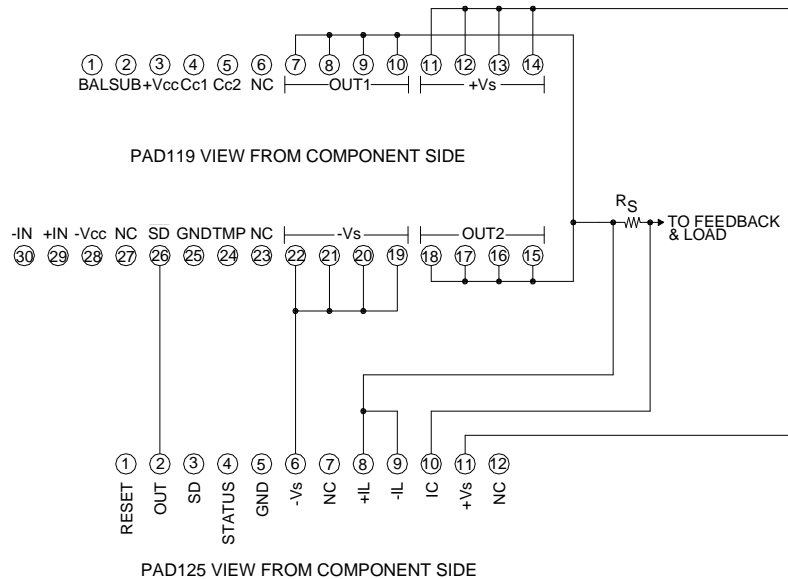 7 8 9 10 11 12 13 14
1 2 3 4 5 6
BAL SUB +Vcc Cc1 Cc2 NC OUT1 +Vs
PAD119 VIEW FROM COMPONENT SIDE
RS
TO FEEDBACK
& LOAD
-IN +IN -Vcc NC SD GND TMP NC -Vs OUT2
30 29 28 27 26 25 24 23 22 21 20 19 18 17 16 15
1 2 3 4 5 6 7 8 9 10 11 12
RESET OUT SD STATUS GND -Vs NC +IL -IL IC +Vs NC
PAD125 VIEW FROM COMPONENT SIDE